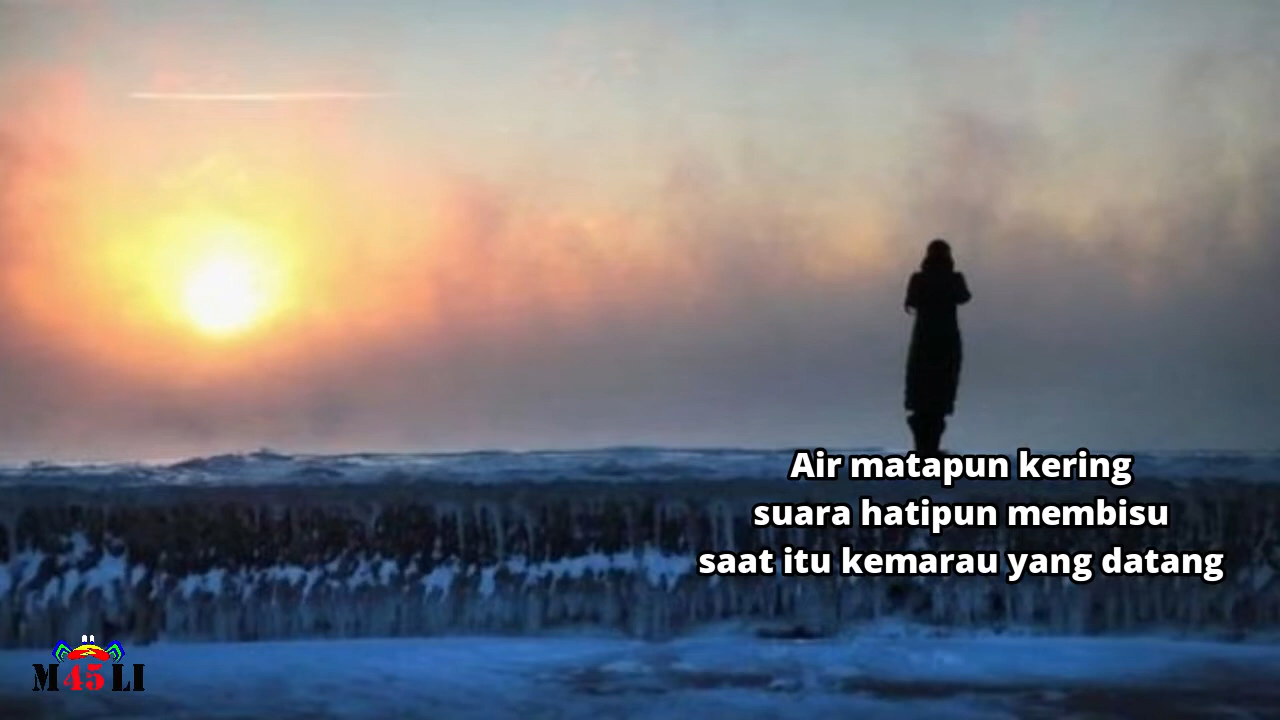 Air matapun kering
suara hatipun membisu
saat itu kemarau yang datang
M45LI